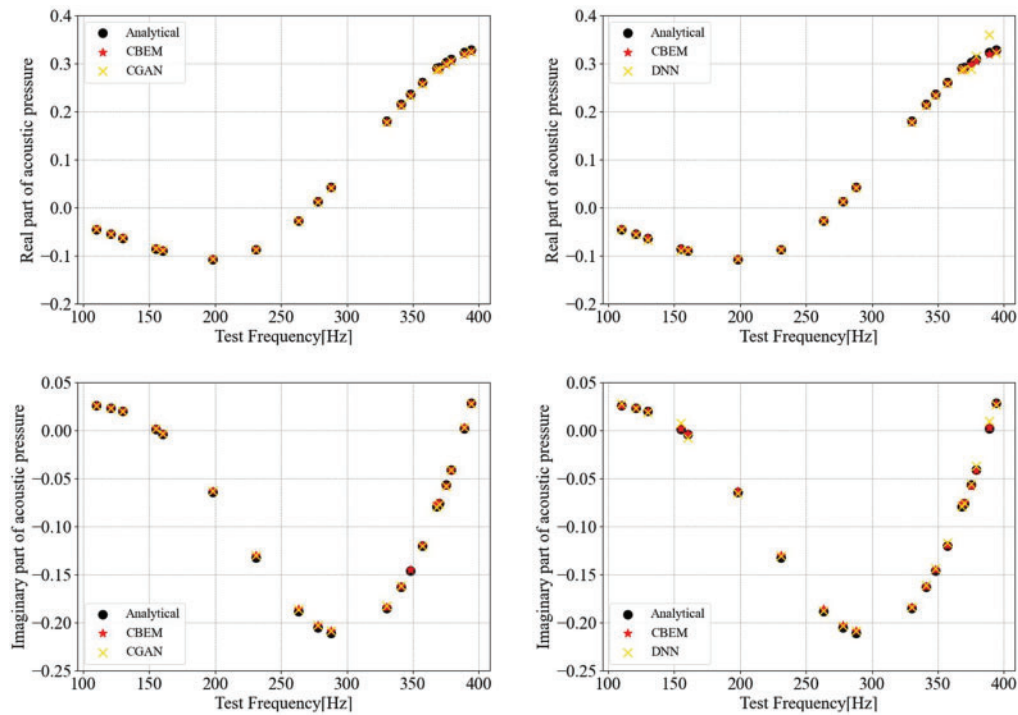 0.4
0.3
0.2
0.1
0.0
−0.1
−0.2
Real part of acoustic pressure
Analytical
CBEM
CGAN
100 150 200 250 300 350 400
Test Frequency[Hz]
0.4
0.3
0.2
0.1
0.0
−0.1
−0.2
Real part of acoustic pressure
Analytical
CBEM
DNN
100 150 200 250 300 350 400
Test Frequency[Hz]
0.05
0.00
−0.05
−0.10
−0.15
−0.20
−0.25
Imaginary part of acoustic pressure
Analytical
CBEM
CGAN
100 150 200 250 300 350 400
Test Frequency[Hz]
0.05
0.00
−0.05
−0.10
−0.15
−0.20
−0.25
Imaginary part of acoustic pressure
Analytical
CBEM
DNN
100 150 200 250 300 350 400
Test Frequency[Hz]